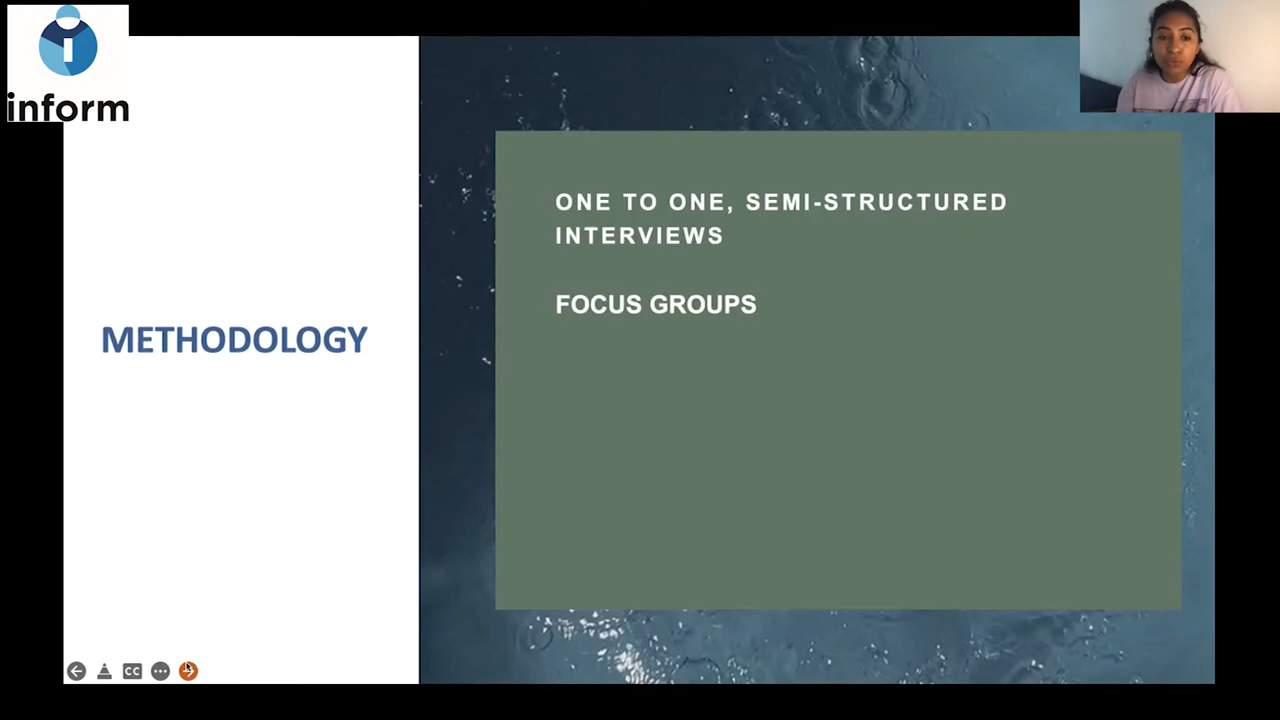 inform
METHODOLOGY
ONE TO ONE, SEMI-STRUCTURED
INTERVIEWS
FOCUS GROUPS
CC